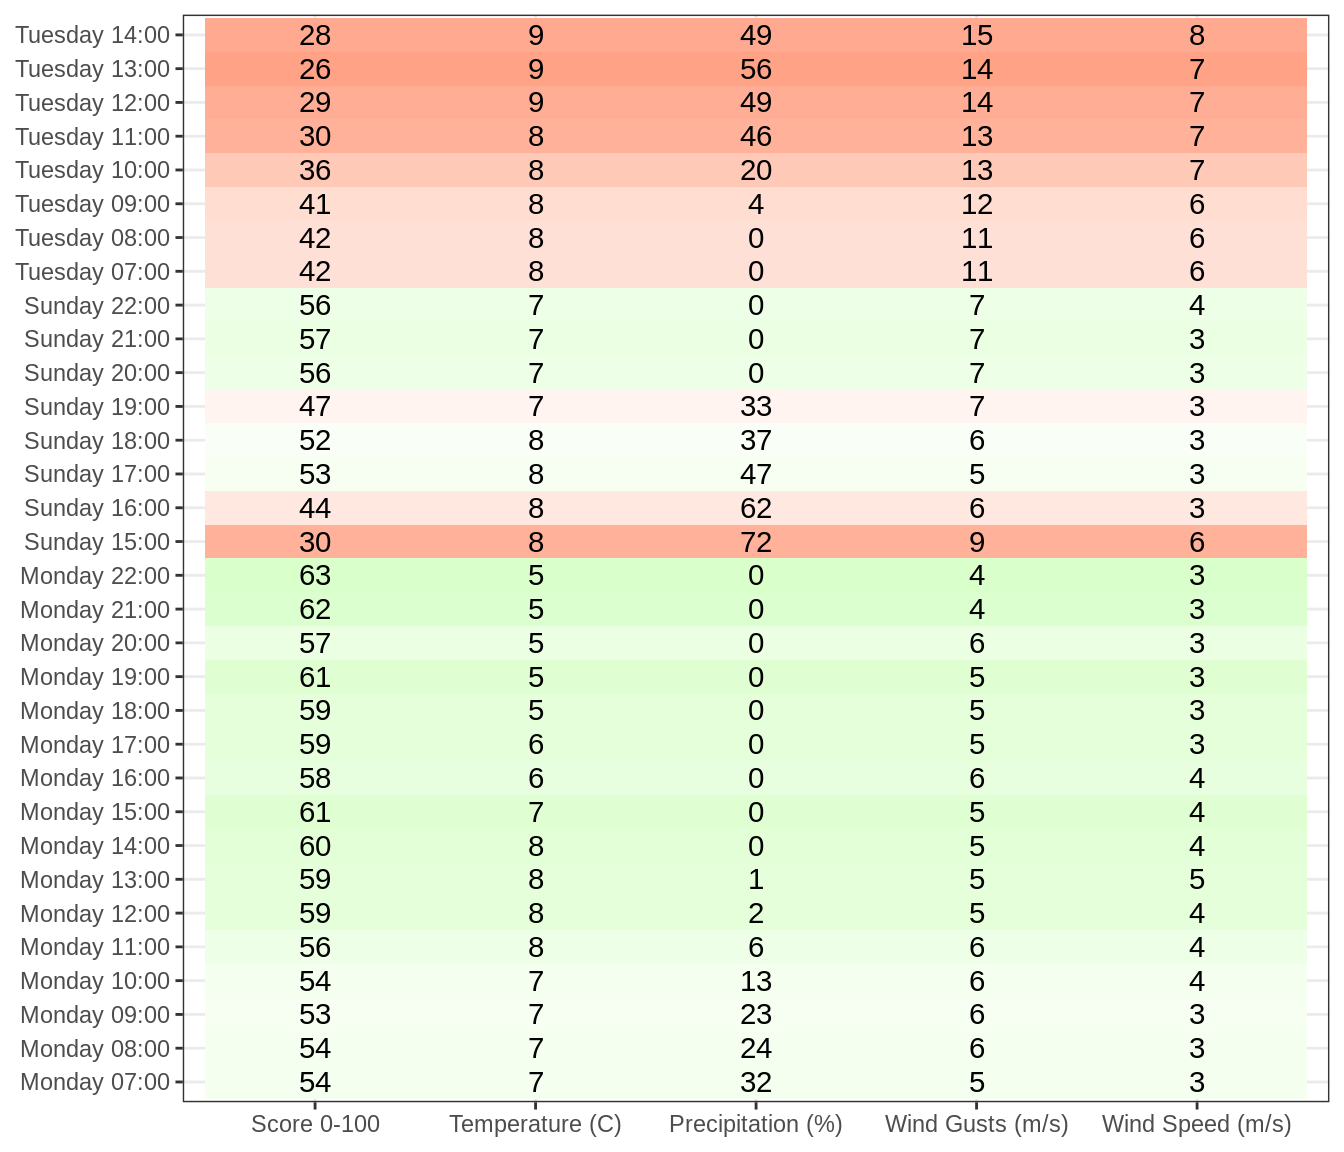 Tuesday 14:00 28 9 49 15 8
Tuesday 13:00 26 9 56 14 7
Tuesday 12:00 29 9 49 14 7
Tuesday 11:00 30 8 46 13 7
Tuesday 10:00 36 8 20 13 7
Tuesday 09:00 41 8 4 12 6
Tuesday 08:00 42 8 0 11 6
Tuesday 07:00 42 8 0 11 6
Sunday 22:00 56 7 0 7 4
Sunday 21:00 57 7 0 7 3
Sunday 20:00 56 7 0 7 3
Sunday 19:00 47 7 33 7 3
Sunday 18:00 52 8 37 6 3
Sunday 17:00 53 8 47 5 3
Sunday 16:00 44 8 62 6 3
Sunday 15:00 30 8 72 9 6
Monday 22:00 63 5 0 4 3
Monday 21:00 62 5 0 4 3
Monday 20:00 57 5 0 6 3
Monday 19:00 61 5 0 5 3
Monday 18:00 59 5 0 5 3
Monday 17:00 59 6 0 5 3
Monday 16:00 58 6 0 6 4
Monday 15:00 61 7 0 5 4
Monday 14:00 60 8 0 5 4
Monday 13:00 59 8 1 5 5
Monday 12:00 59 8 2 5 4
Monday 11:00 56 8 6 6 4
Monday 10:00 54 7 13 6 4
Monday 09:00 53 7 23 6 3
Monday 08:00 54 7 24 6 3
Monday 07:00 54 7 32 5 3
Score 0-100 Temperature (C) Precipitation (%) Wind Gusts (m/s) Wind Speed (m/s)